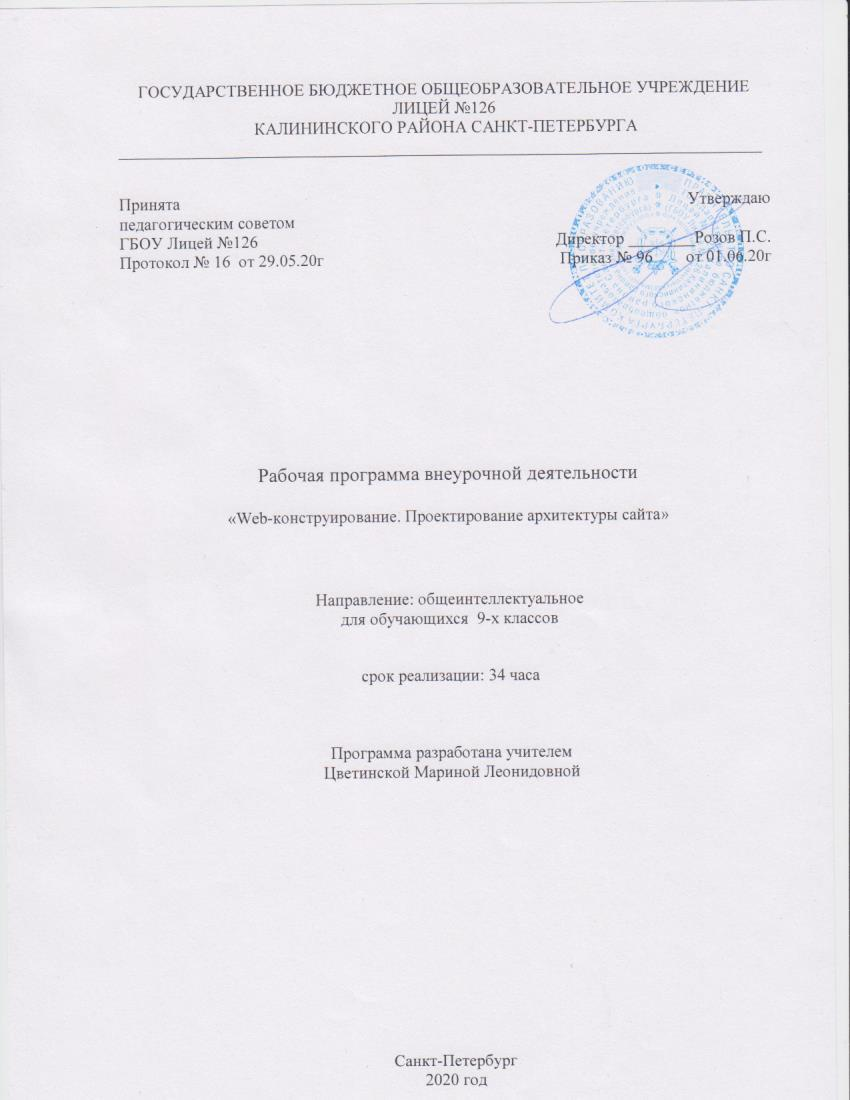 ГОСУДАРСТВЕННОЕ БЮДЖЕТНОЕ ОБЩЕОБРАЗОВАТЕЛЬНОЕ УЧРЕЖДЕНИЕ
ЛИЦЕЙ №126
КАЛИНИНСКОГО РАЙОНА САНКТ-ПЕТЕРБУРГА
Принята
педагогическим советом
ГБОУ Лицей №126
Протокол № 16 от 29.05.20г
Утверждаю
Директор ________Розов П.С.
Приказ № 96 от 01.06.20г
Рабочая программа внеурочной деятельности
«Web-конструирование. Проектирование архитектуры сайта»
Направление: общеинтеллектуальное
для обучающихся 9-х классов
срок реализации: 34 часа
Программа разработана учителем
Цветинской Мариной Леонидовной
Санкт-Петербург
2020 год